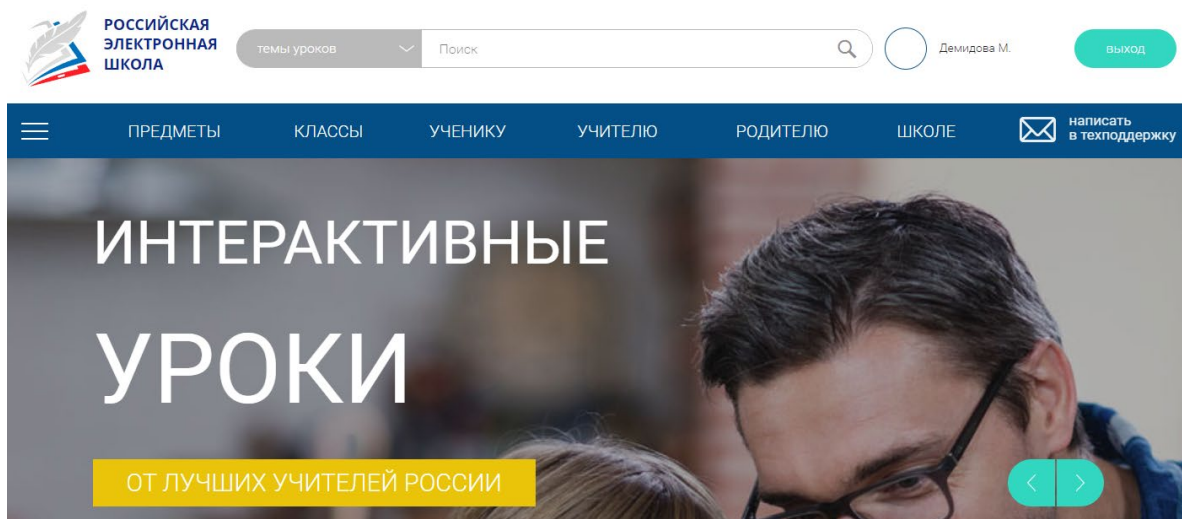 РОССИЙСКАЯ
ЭЛЕКТРОННАЯ
ШКОЛА
темы уроков
Поиск
Демидова М.
выход
ПРЕДМЕТЫ
КЛАССЫ
УЧЕНИКУ
УЧИТЕЛЮ
РОДИТЕЛЮ
ШКОЛЕ
написать
в техподдержку
ИНТЕРАКТИВНЫЕ
УРОКИ
ОТ ЛУЧШИХ УЧИТЕЛЕЙ РОССИИ